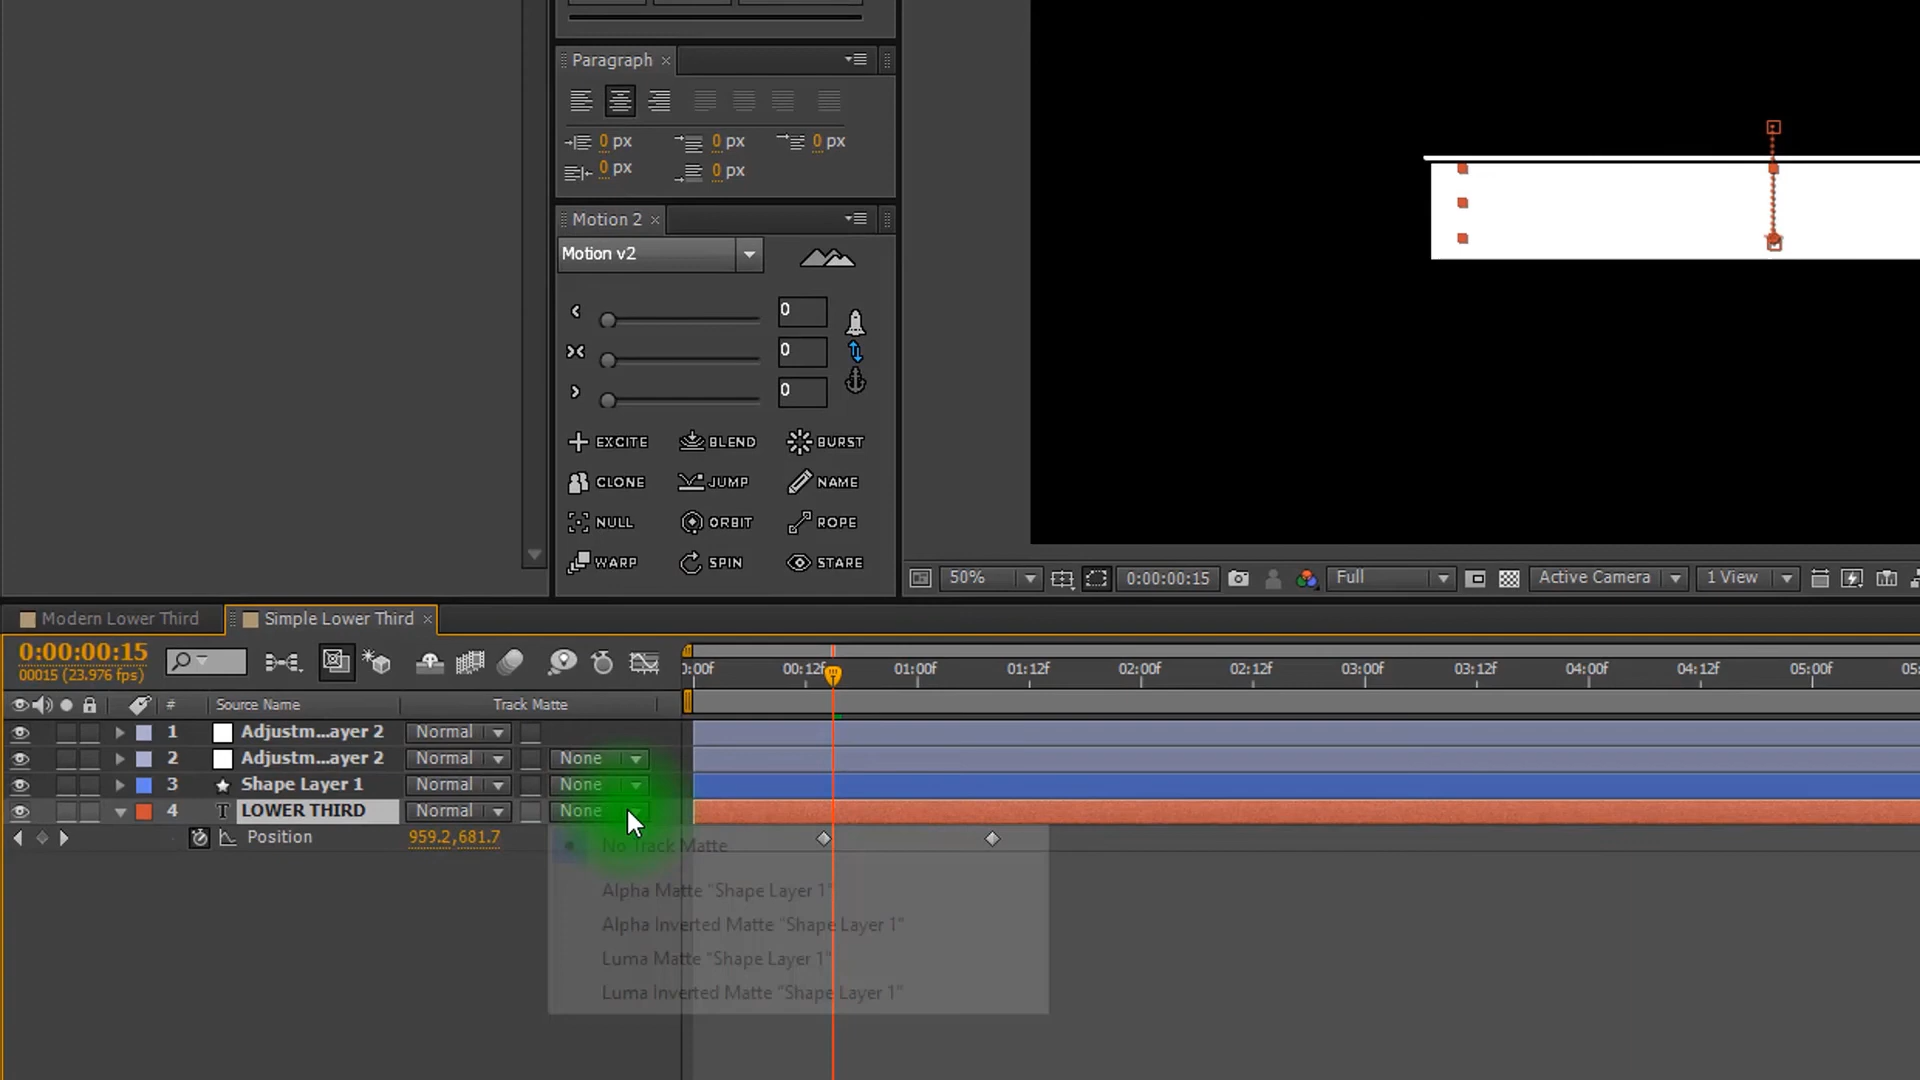 Paragraph ×
0 px 0 px 0 px
0 px 0 px
Motion 2 ×
Motion v2
0
0
0
EXCITE BLEND BURST
CLONE JUMP NAME
NULL ORBIT ROPE
WARP SPIN STARE
50% 0:00:00:15 Full Active Camera 1 View
Modern Lower Third Simple Lower Third ×
0:00:00:15
00015 (23.976 fps)
:00f 00:12f 01:00f 01:12f 02:00f 02:12f 03:00f 03:12f 04:00f 04:12f 05:00f 05:
# Source Name Track Matte
1 Adjustm...ayer 2 Normal
2 Adjustm...ayer 2 Normal None
3 Shape Layer 1 Normal None
4 T LOWER THIRD Normal None
Position 959.2,681.7
No Track Matte
Alpha Matte "Shape Layer 1"
Alpha Inverted Matte "Shape Layer 1"
Luma Matte "Shape Layer 1"
Luma Inverted Matte "Shape Layer 1"